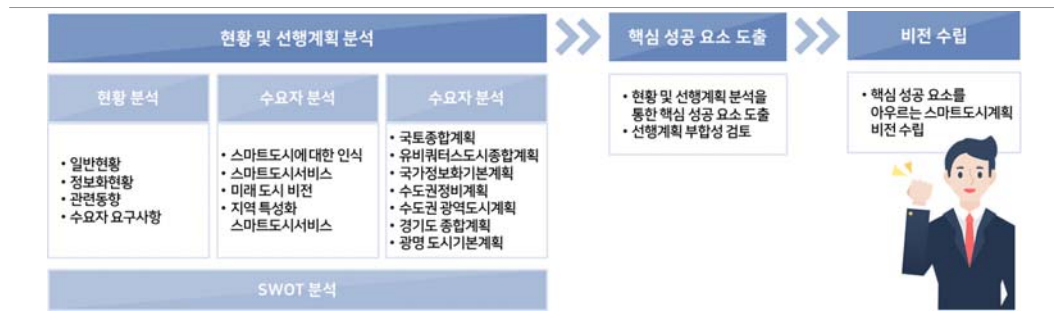 현황 및 선행계획 분석
핵심 성공 요소 도출
비전 수립
현황 분석
• 일반현황
• 정보화현황
• 관련동향
• 수요자 요구사항
수요자 분석
• 스마트도시에 대한 인식
• 스마트도시서비스
• 미래 도시 비전
• 지역 특성화
스마트도시서비스
수요자 분석
• 국토종합계획
• 유비쿼터스도시종합계획
• 국가정보화기본계획
• 수도권정비계획
• 수도권 광역도시계획
• 경기도 종합계획
• 광명 도시기본계획
SWOT 분석
• 현황 및 선행계획 분석을
통한 핵심 성공 요소 도출
• 선행계획 부합성 검토
• 핵심 성공 요소를
아우르는 스마트도시계획
비전 수립